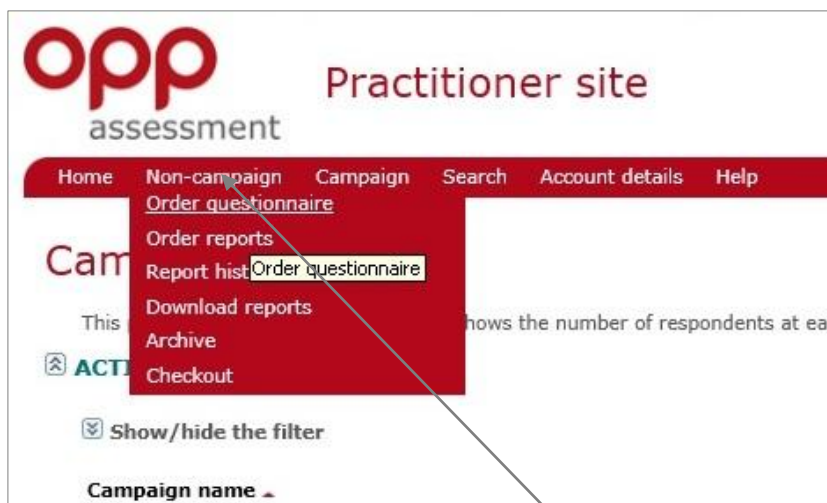 opp
assessment
Practitioner site
Home Non-campaign Campaign Search Account details Help
Order questionnaire
Order reports
Report hist
Order questionnaire
Download reports
Archive
Checkout
Cam
This hows the number of respondents at ea
ACTI
Show/hide the filter
Campaign name